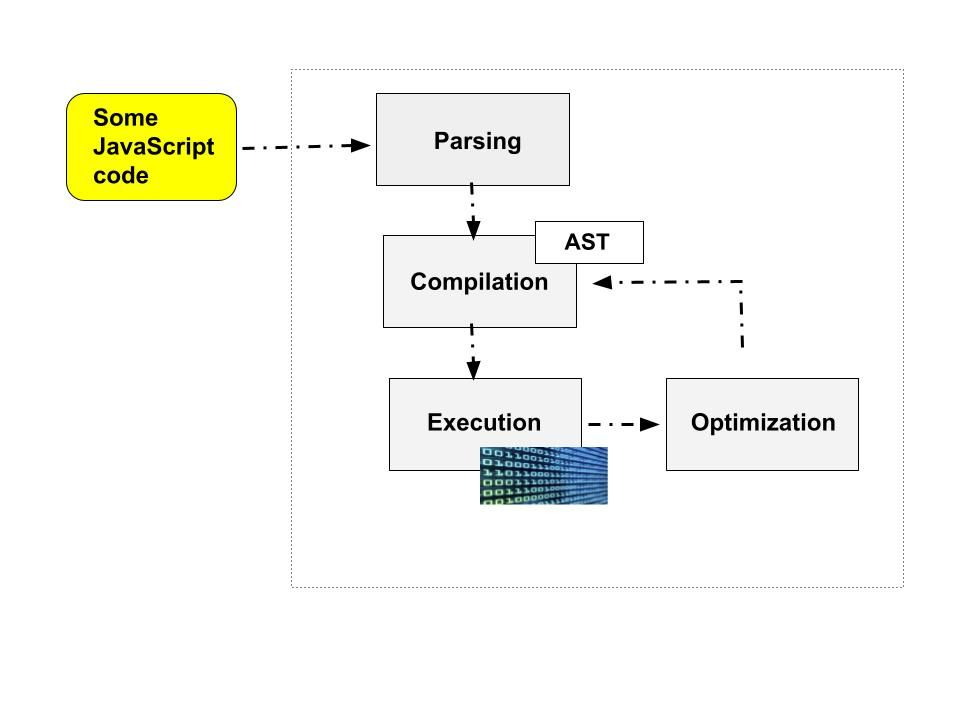 Some
JavaScript
code
Parsing
AST
Compilation
Execution
Optimization